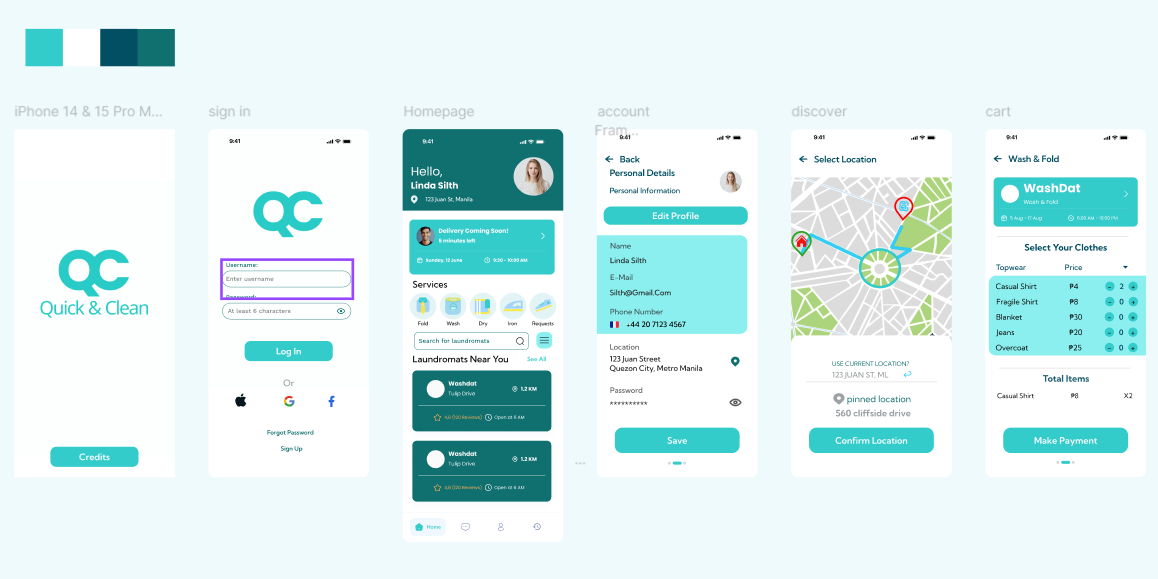 iPhone 14 & 15 Pro M...
QC
Quick & Clean
Credits
sign in
9:41
QC
Username:
Enter username
Password:
At least 6 characters
Log In
Or
Forgot Password
Sign Up
Homepage
9:41
Hello,
Linda Silth
123 Juan St, Manila
Delivery Coming Soon!
5 minutes left
Sunday, 12 June
9:30 - 10:00 AM
Services
Fold
Wash
Dry
Iron
Requests
Search for laundromats
Laundromats Near You
See All
Washdat
Tulip Drive
1.2 KM
4.8 (120 Reviews)
Open At 6 AM
Washdat
Tulip Drive
1.2 KM
4.8 (120 Reviews)
Open At 6 AM
Home
account
Fram...
9:41
Back
Personal Details
Personal Information
Edit Profile
Name
Linda Silth
E-Mail
Silth@Gmail.Com
Phone Number
+44 20 7123 4567
Location
123 Juan Street
Quezon City, Metro Manila
Password
**********
Save
discover
9:41
Select Location
USE CURRENT LOCATION?
123 JUAN ST, ML
pinned location
560 cliffside drive
Confirm Location
cart
9:41
Wash & Fold
WashDat
Wash & Fold
5 Aug - 17 Aug
Select Your Clothes
Topwear Price
Casual Shirt ₱4 - 2 +
Fragile Shirt ₱8 - 0 +
Blanket ₱30 - 0 +
Jeans ₱20 - 0 +
Overcoat ₱25 - 0 +
Total Items
Casual Shirt ₱8 X2
Make Payment